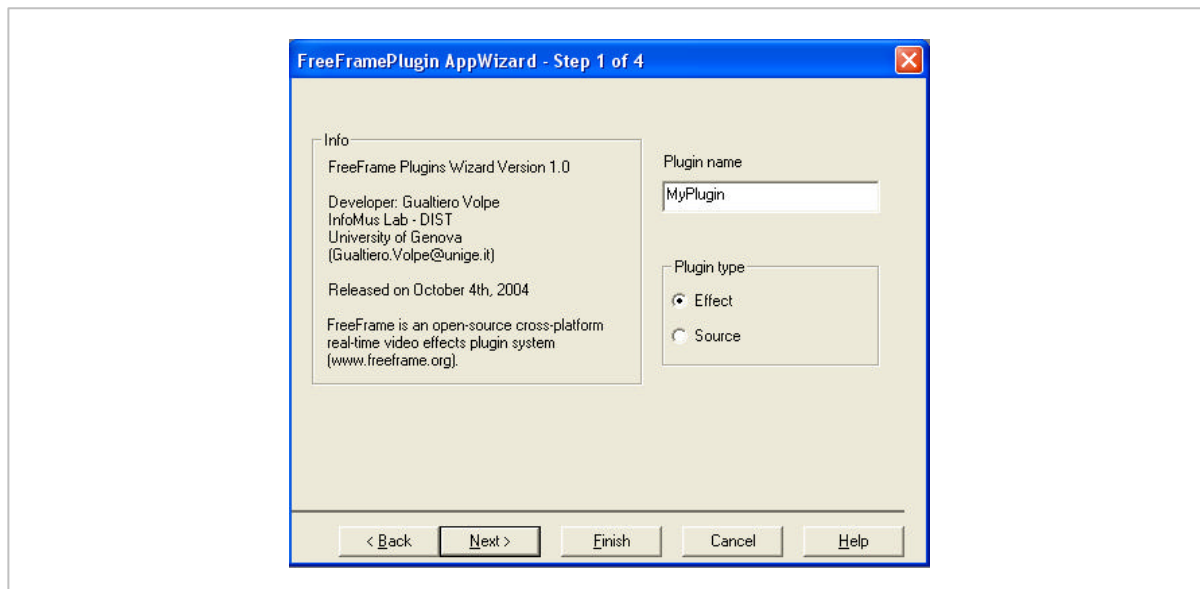 FreeFramePlugin AppWizard - Step 1 of 4
Info
FreeFrame Plugins Wizard Version 1.0
Developer: Gualtiero Volpe
InfoMus Lab - DIST
University of Genova
(Gualtiero.Volpe@unige.it)
Released on October 4th, 2004
FreeFrame is an open-source cross-platform
real-time video effects plugin system
(www.freeframe.org).
Plugin name
MyPlugin
Plugin type
Effect
Source
< Back
Next >
Finish
Cancel
Help